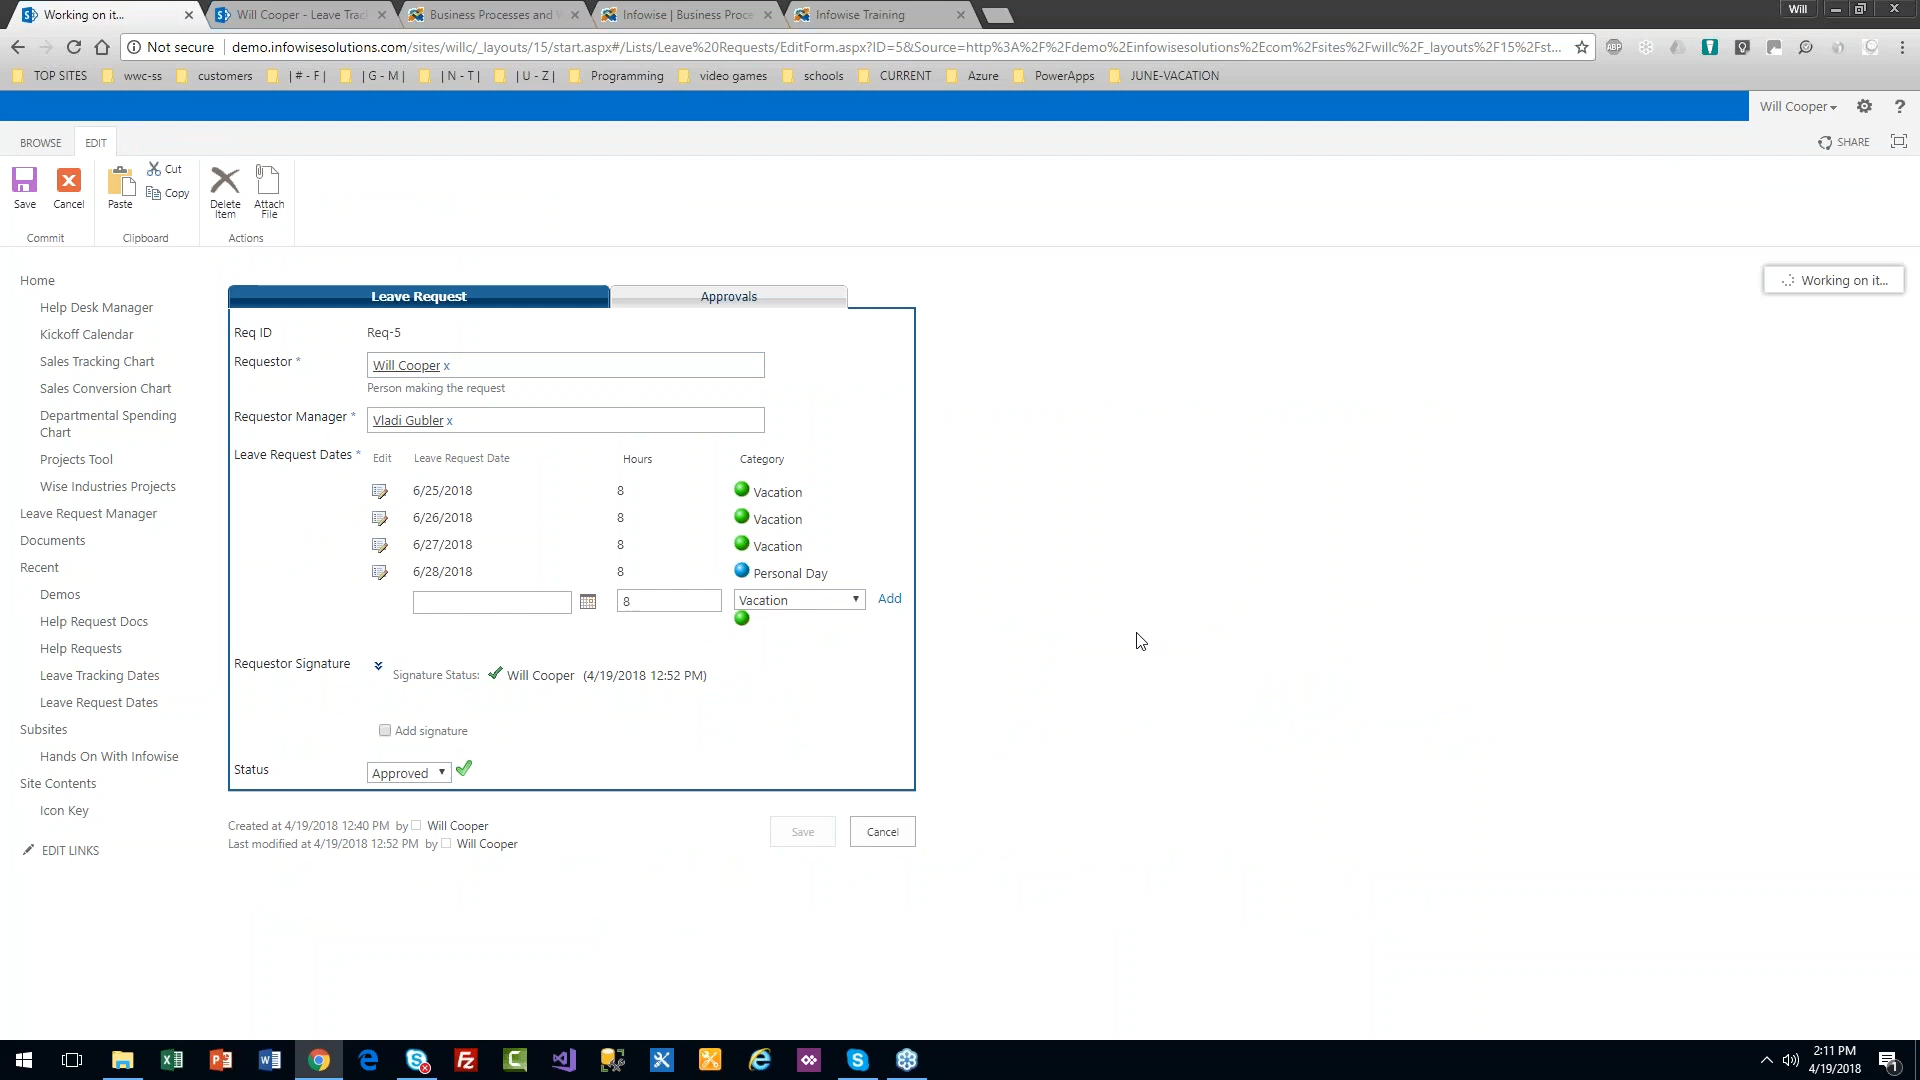 Working on it...
Will Cooper - Leave Trac
Business Processes and
Infowise | Business Proce
Infowise Training
Will
Not secure
demo.infowisesolutions.com/sites/willc/_layouts/15/start.aspx#/Lists/Leave%20Requests/EditForm.aspx?ID=5&Source=http%3A%2F%2Fdemo%2Einfowisesolutions%2Ecom%2Fsites%2Fwillc%2F_layouts%2F15%2Fst...
ABP
TOP SITES
wwc-ss
customers
| # - F |
| G - M |
| N - T |
| U - Z |
Programming
video games
schools
CURRENT
Azure
PowerApps
JUNE-VACATION
Will Cooper
?
BROWSE
EDIT
SHARE
Save
Cancel
Paste
Cut
Copy
Delete
Item
Attach
File
Commit
Clipboard
Actions
Home
Help Desk Manager
Kickoff Calendar
Sales Tracking Chart
Sales Conversion Chart
Departmental Spending
Chart
Projects Tool
Wise Industries Projects
Leave Request Manager
Documents
Recent
Demos
Help Request Docs
Help Requests
Leave Tracking Dates
Leave Request Dates
Subsites
Hands On With Infowise
Site Contents
Icon Key
EDIT LINKS
Working on it...
Leave Request
Approvals
Req ID
Req-5
Requestor *
Will Cooper x
Person making the request
Requestor Manager *
Vladi Gubler x
Leave Request Dates *
Edit
Leave Request Date
Hours
Category
6/25/2018 8 Vacation
6/26/2018 8 Vacation
6/27/2018 8 Vacation
6/28/2018 8 Personal Day
8
Vacation
Add
Requestor Signature
Signature Status: Will Cooper (4/19/2018 12:52 PM)
Add signature
Status
Approved
Created at 4/19/2018 12:40 PM by Will Cooper
Last modified at 4/19/2018 12:52 PM by Will Cooper
Save
Cancel
2:11 PM
4/19/2018
1